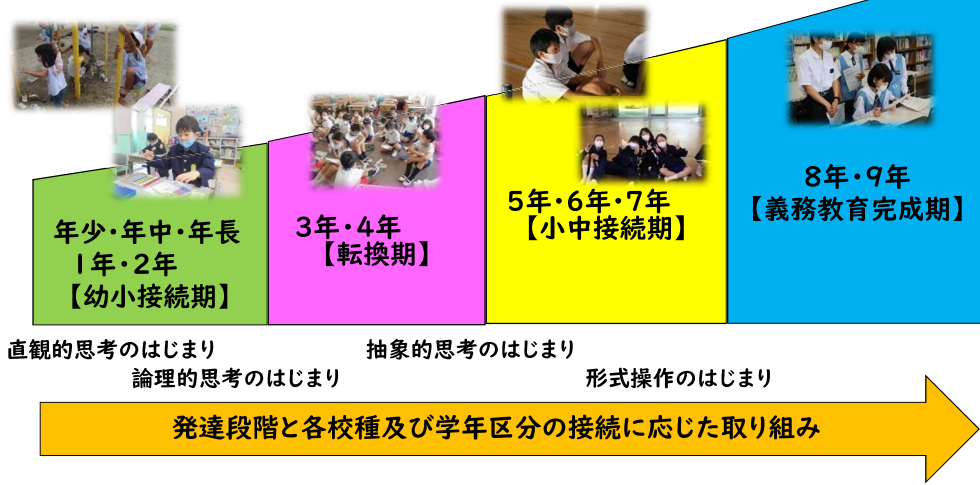 年少・年中・年長
1年・2年
【幼小接続期】
3年・4年
【転換期】
5年・6年・7年
【小中接続期】
8年・9年
【義務教育完成期】
直観的思考のはじまり
論理的思考のはじまり
抽象的思考のはじまり
形式操作のはじまり
発達段階と各校種及び学年区分の接続に応じた取り組み